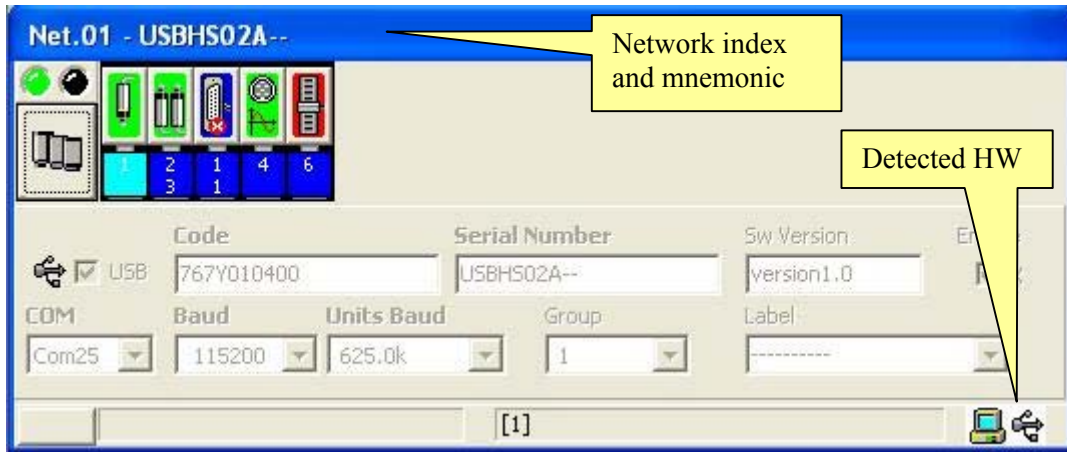 Net.01 - USBHS02A--
Network index
and mnemonic
1
2
3
1
1
4
6
Detected HW
Code
Serial Number
Sw Version
USB
767Y010400
USBHS02A--
version1.0
COM
Baud
Units Baud
Group
Label
Com25
115200
625.0k
1
----------
[1]